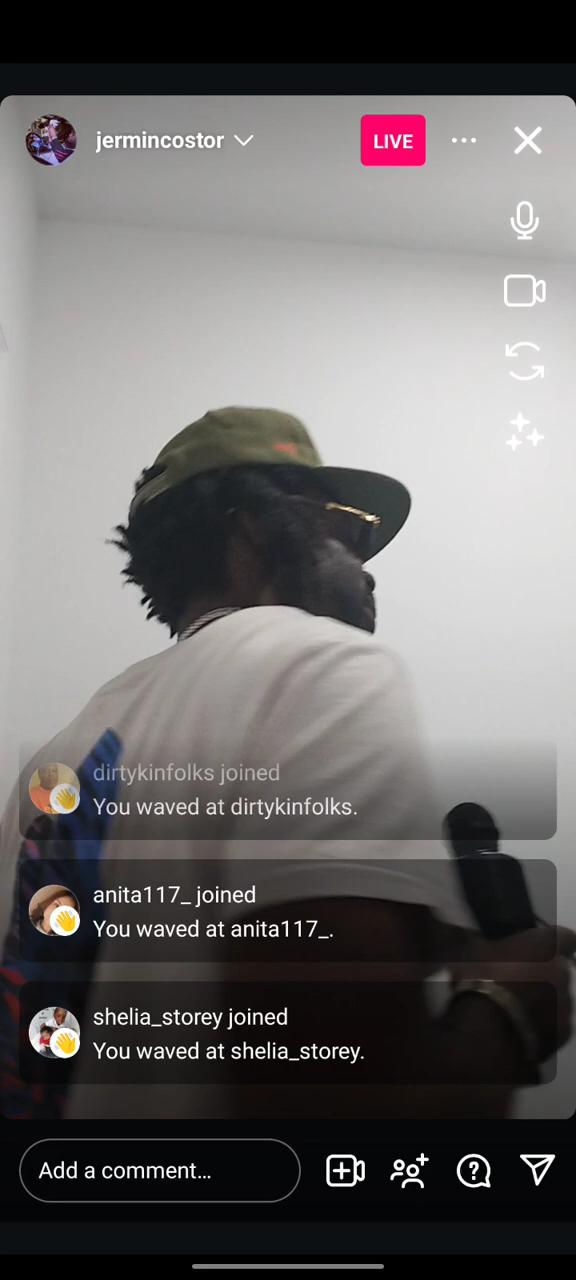 jermincostor
LIVE
dirtykinfolks joined
You waved at dirtykinfolks.
anita117_ joined
You waved at anita117_.
shelia_storey joined
You waved at shelia_storey.
Add a comment...